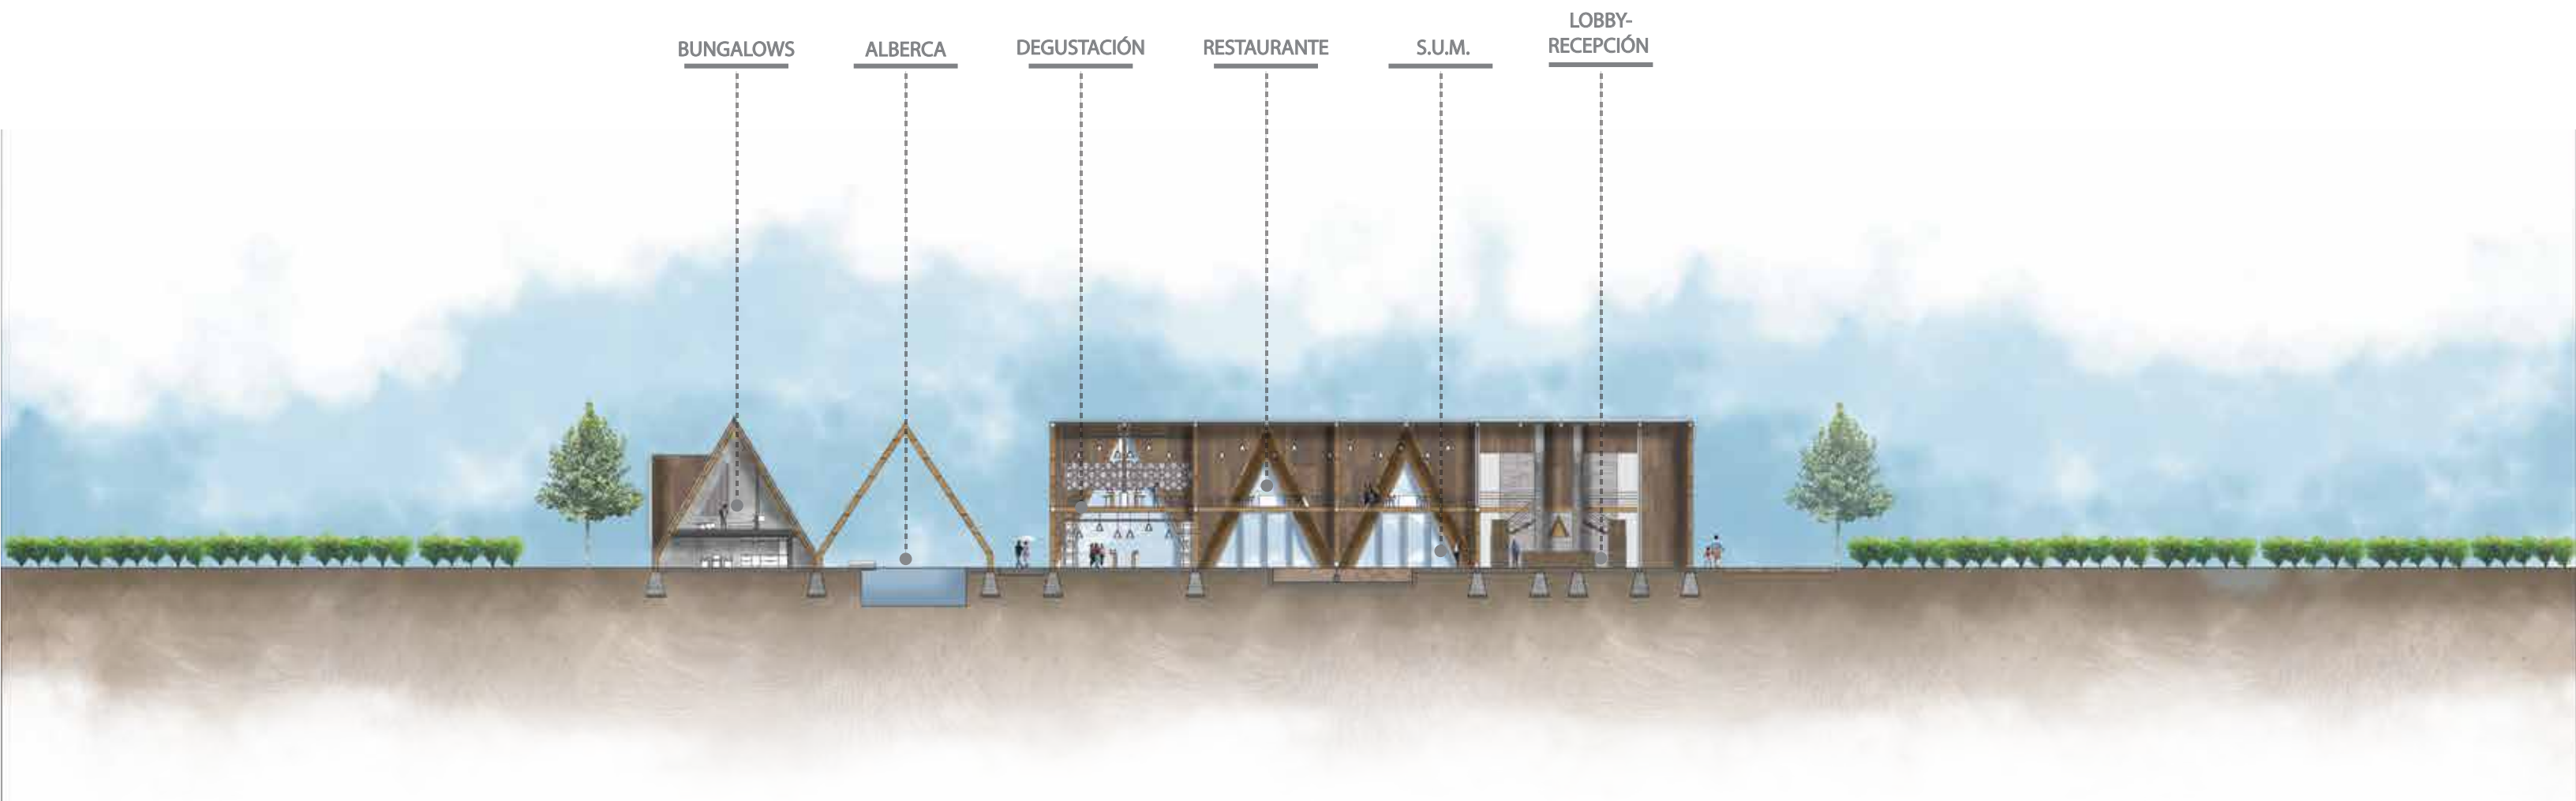 BUNGALOWS
ALBERCA
DEGUSTACIÓN
RESTAURANTE
S.U.M.
LOBBY-
RECEPCIÓN